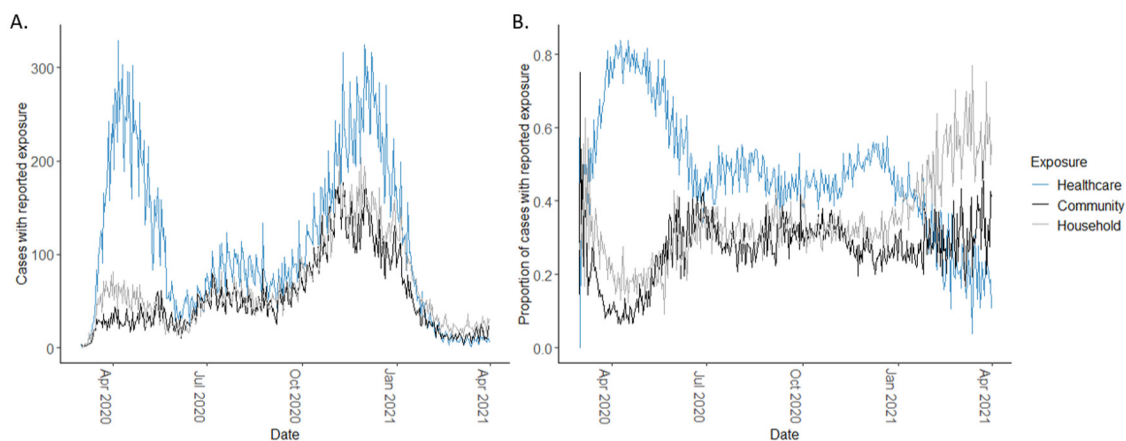 A.
Cases with reported exposure
300
200
100
0
Apr 2020
Jul 2020
Oct 2020
Jan 2021
Apr 2021
Date
B.
Proportion of cases with reported exposure
0.8
0.6
0.4
0.2
0.0
Apr 2020
Jul 2020
Oct 2020
Jan 2021
Apr 2021
Date
Exposure
Healthcare
Community
Household